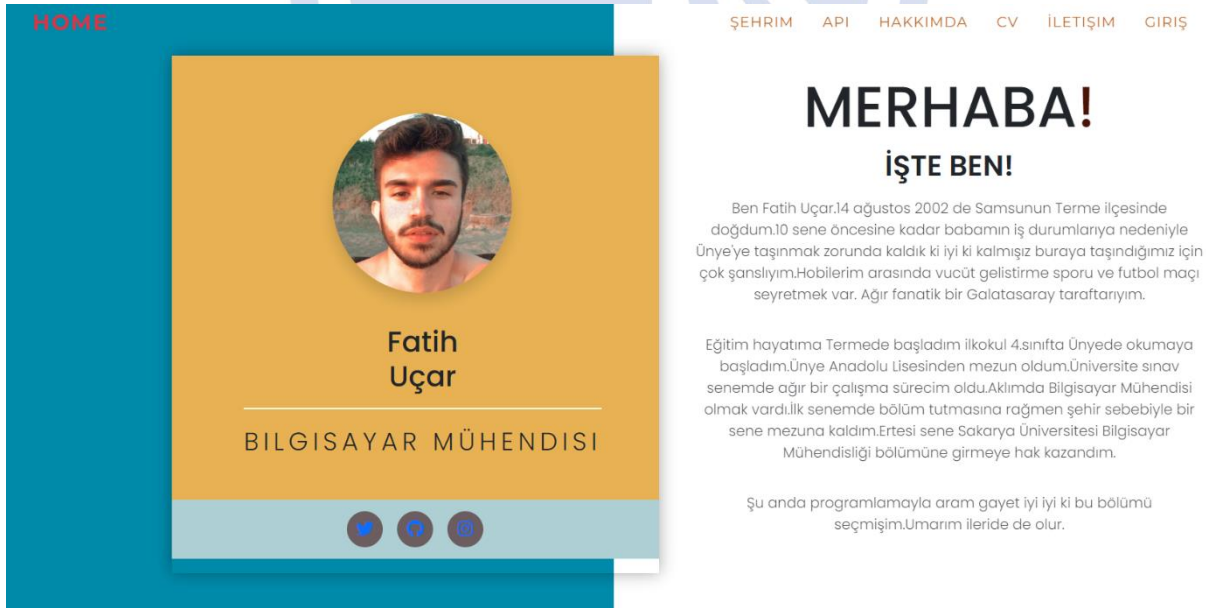 HOME
ŞEHRIM API HAKKIMDA CV İLETIŞIM GIRIŞ
Fatih
Uçar
BILGISAYAR MÜHENDISI
MERHABA!
İŞTE BEN!
Ben Fatih Uçar.14 ağustos 2002 de Samsunun Terme ilçesinde
doğdum.10 sene öncesine kadar babamın iş durumlarıya nedeniyle
Ünye'ye taşınmak zorunda kaldık ki iyi ki kalmışız buraya taşındığımız için
çok şanslıyım.Hobilerim arasında vucüt gelistirme sporu ve futbol maçı
seyretmek var. Ağır fanatik bir Galatasaray taraftarıyım.
Eğitim hayatıma Termede başladım ilkokul 4.sınıfta Ünyede okumaya
başladım.Ünye Anadolu Lisesinden mezun oldum.Üniversite sınav
senemde ağır bir çalışma sürecim oldu.Aklımda Bilgisayar Mühendisi
olmak vardı.İlk senemde bölüm tutmasına rağmen şehir sebebiyle bir
sene mezuna kaldım.Ertesi sene Sakarya Üniversitesi Bilgisayar
Mühendisliği bölümüne girmeye hak kazandım.
Şu anda programlamayla aram gayet iyi iyi ki bu bölümü
seçmişim.Umarım ileride de olur.